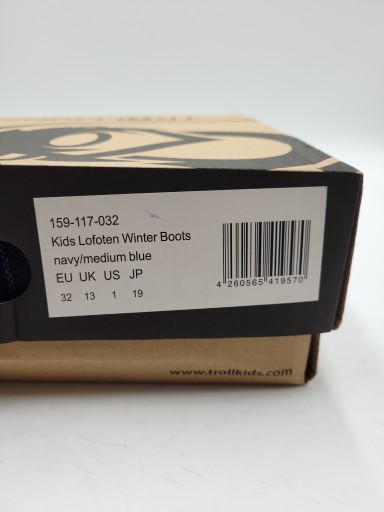 159-117-032
Kids Lofoten Winter Boots
navy/medium blue
EU UK US JP
32 13 1 19
4 260565 419570
www.trollkids.com